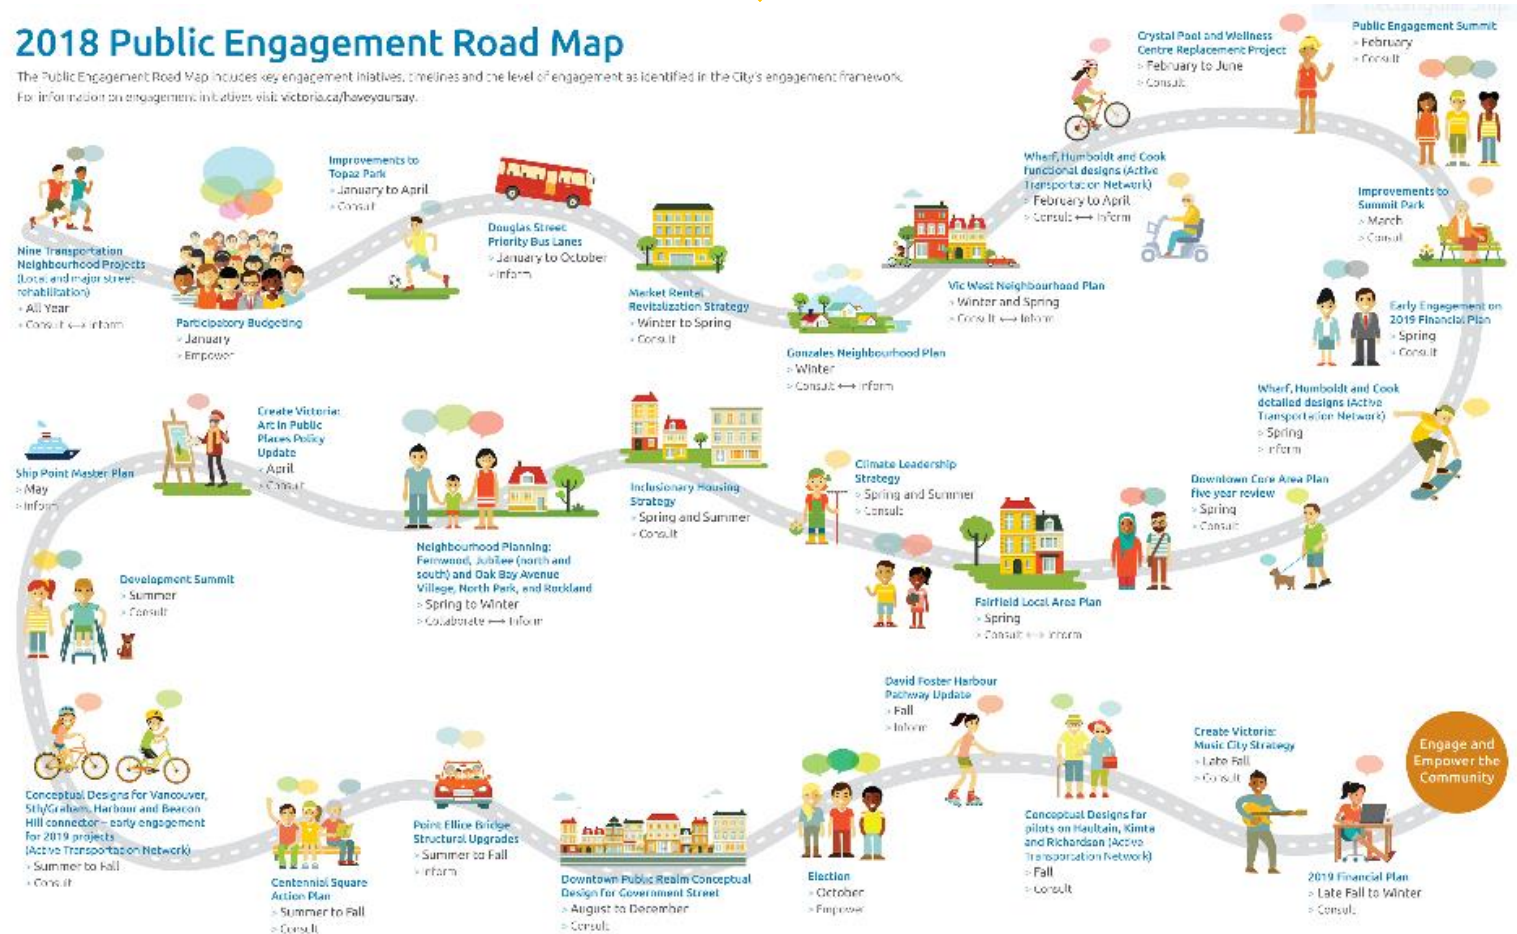 2018 Public Engagement Road Map
The Public Engagement Road Map includes key engagement iniatives, timelines and the level of engagement as identified in the City's engagement framework.
For information on engagement initiatives visit victoria.ca/haveyoursay.
Nine Transportation
Neighbourhood Projects
(Local and major street
rehabilitation)
> All Year
> Consult ⟷ Inform
Participatory Budgeting
> January
> Empower
Improvements to
Topaz Park
> January to April
> Consult
Douglas Street
Priority Bus Lanes
> January to October
> Inform
Market Rental
Revitalization Strategy
> Winter to Spring
> Consult
Gonzales Neighbourhood Plan
> Winter
> Consult ⟷ Inform
Vic West Neighbourhood Plan
> Winter and Spring
> Consult ⟷ Inform
Wharf, Humboldt and Cook
functional designs (Active
Transportation Network)
> February to April
> Consult ⟷ Inform
Crystal Pool and Wellness
Centre Replacement Project
> February to June
> Consult
Public Engagement Summit
> February
> Consult
Improvements to
Summit Park
> March
> Consult
Early Engagement on
2019 Financial Plan
> Spring
> Consult
Wharf, Humboldt and Cook
detailed designs (Active
Transportation Network)
> Spring
> Inform
Downtown Core Area Plan
five year review
> Spring
> Consult
Fairfield Local Area Plan
> Spring
> Consult ⟷ Inform
Climate Leadership
Strategy
> Spring and Summer
> Consult
Inclusionary Housing
Strategy
> Spring and Summer
> Consult
Neighbourhood Planning:
Fernwood, Jubilee (north and
south) and Oak Bay Avenue
Village, North Park, and Rockland
> Spring to Winter
> Collaborate ⟷ Inform
Create Victoria:
Art in Public
Places Policy
Update
> April
> Consult
Ship Point Master Plan
> May
> Inform
Development Summit
> Summer
> Consult
Conceptual Designs for Vancouver,
5th/Graham, Harbour and Beacon
Hill connector – early engagement
for 2019 projects
(Active Transportation Network)
> Summer to Fall
> Consult
Centennial Square
Action Plan
> Summer to Fall
> Consult
Point Ellice Bridge
Structural Upgrades
> Summer to Fall
> Inform
Downtown Public Realm Conceptual
Design for Government Street
> August to December
> Consult
Election
> October
> Empower
David Foster Harbour
Pathway Update
> Fall
> Inform
Conceptual Designs for
pilots on Haultain, Kimta
and Richardson (Active
Transportation Network)
> Fall
> Consult
Create Victoria:
Music City Strategy
> Late Fall
> Consult
2019 Financial Plan
> Late Fall to Winter
> Consult
Engage and
Empower the
Community